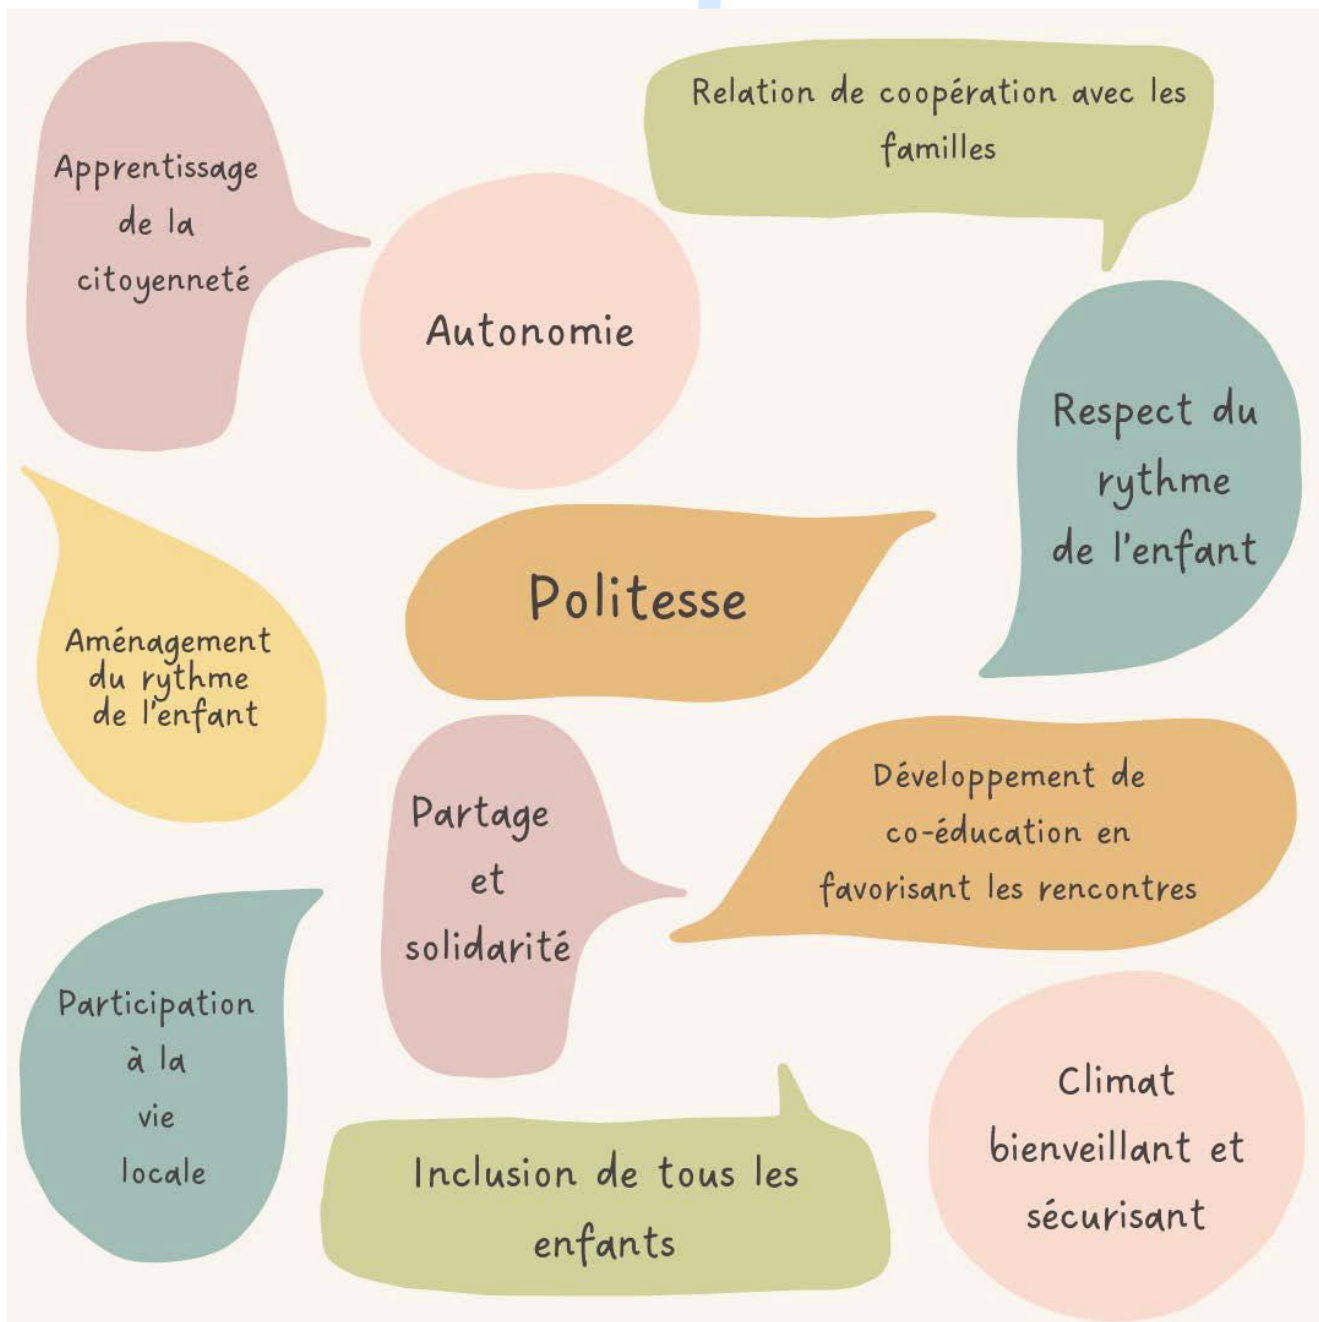 Apprentissage
de la
citoyenneté
Relation de coopération avec les
familles
Autonomie
Respect du
rythme
de l'enfant
Politesse
Aménagement
du rythme
de l'enfant
Partage
et
solidarité
Développement de
co-éducation en
favorisant les rencontres
Participation
à la
vie
locale
Inclusion de tous les
enfants
Climat
bienveillant et
sécurisant